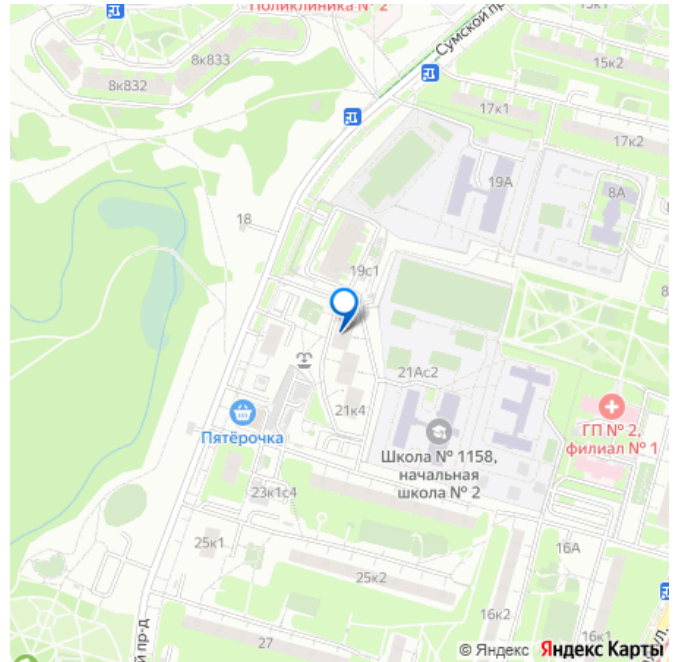 Поликлиника № 2
15к1
8к833
8к832
Сумской пр-
15к2
17к1
17к2
19А
8А
18
19с1
8
21Ас2
21к4
Пятёрочка
ГП № 2,
филиал № 1
Школа № 1158,
начальная
школа № 2
23к1с4
25к1
16А
25к2
16к2
27
16к1
ул.
й пр-д
© Яндекс Яндекс Карты